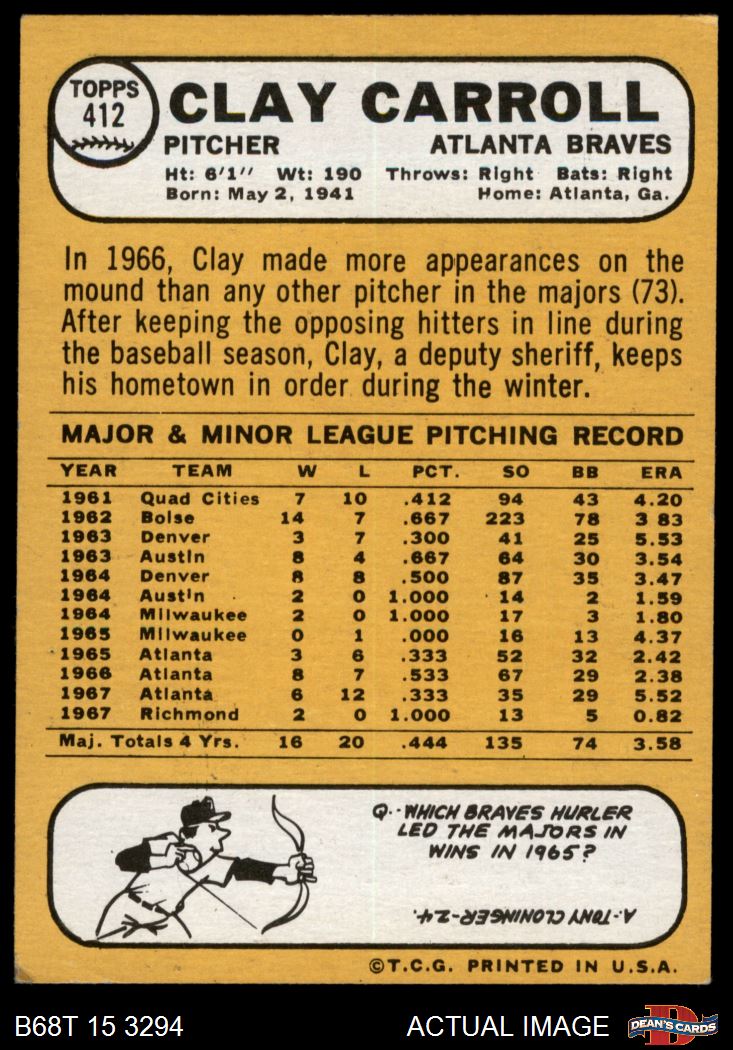 TOPPS
412
CLAY CARROLL
PITCHER ATLANTA BRAVES
Ht: 6'1'' Wt: 190 Throws: Right Bats: Right
Born: May 2, 1941 Home: Atlanta, Ga.
In 1966, Clay made more appearances on the
mound than any other pitcher in the majors (73).
After keeping the opposing hitters in line during
the baseball season, Clay, a deputy sheriff, keeps
his hometown in order during the winter.
MAJOR & MINOR LEAGUE PITCHING RECORD
YEAR TEAM W L PCT. SO BB ERA
1961 Quad Cities 7 10 .412 94 43 4.20
1962 Boise 14 7 .667 223 78 3 83
1963 Denver 3 7 .300 41 25 5.53
1963 Austin 8 4 .667 64 30 3.54
1964 Denver 8 8 .500 87 35 3.47
1964 Austin 2 0 1.000 14 2 1.59
1964 Milwaukee 2 0 1.000 17 3 1.80
1965 Milwaukee 0 1 .000 16 13 4.37
1965 Atlanta 3 6 .333 52 32 2.42
1966 Atlanta 8 7 .533 67 29 2.38
1967 Atlanta 6 12 .333 35 29 5.52
1967 Richmond 2 0 1.000 13 5 0.82
Maj. Totals 4 Yrs. 16 20 .444 135 74 3.58
Q.-WHICH BRAVES HURLER
LED THE MAJORS IN
WINS IN 1965?
A-TONY CLONINGER-24.
©T.C.G. PRINTED IN U.S.A.
B68T 15 3294 ACTUAL IMAGE DEAN'S CARDS